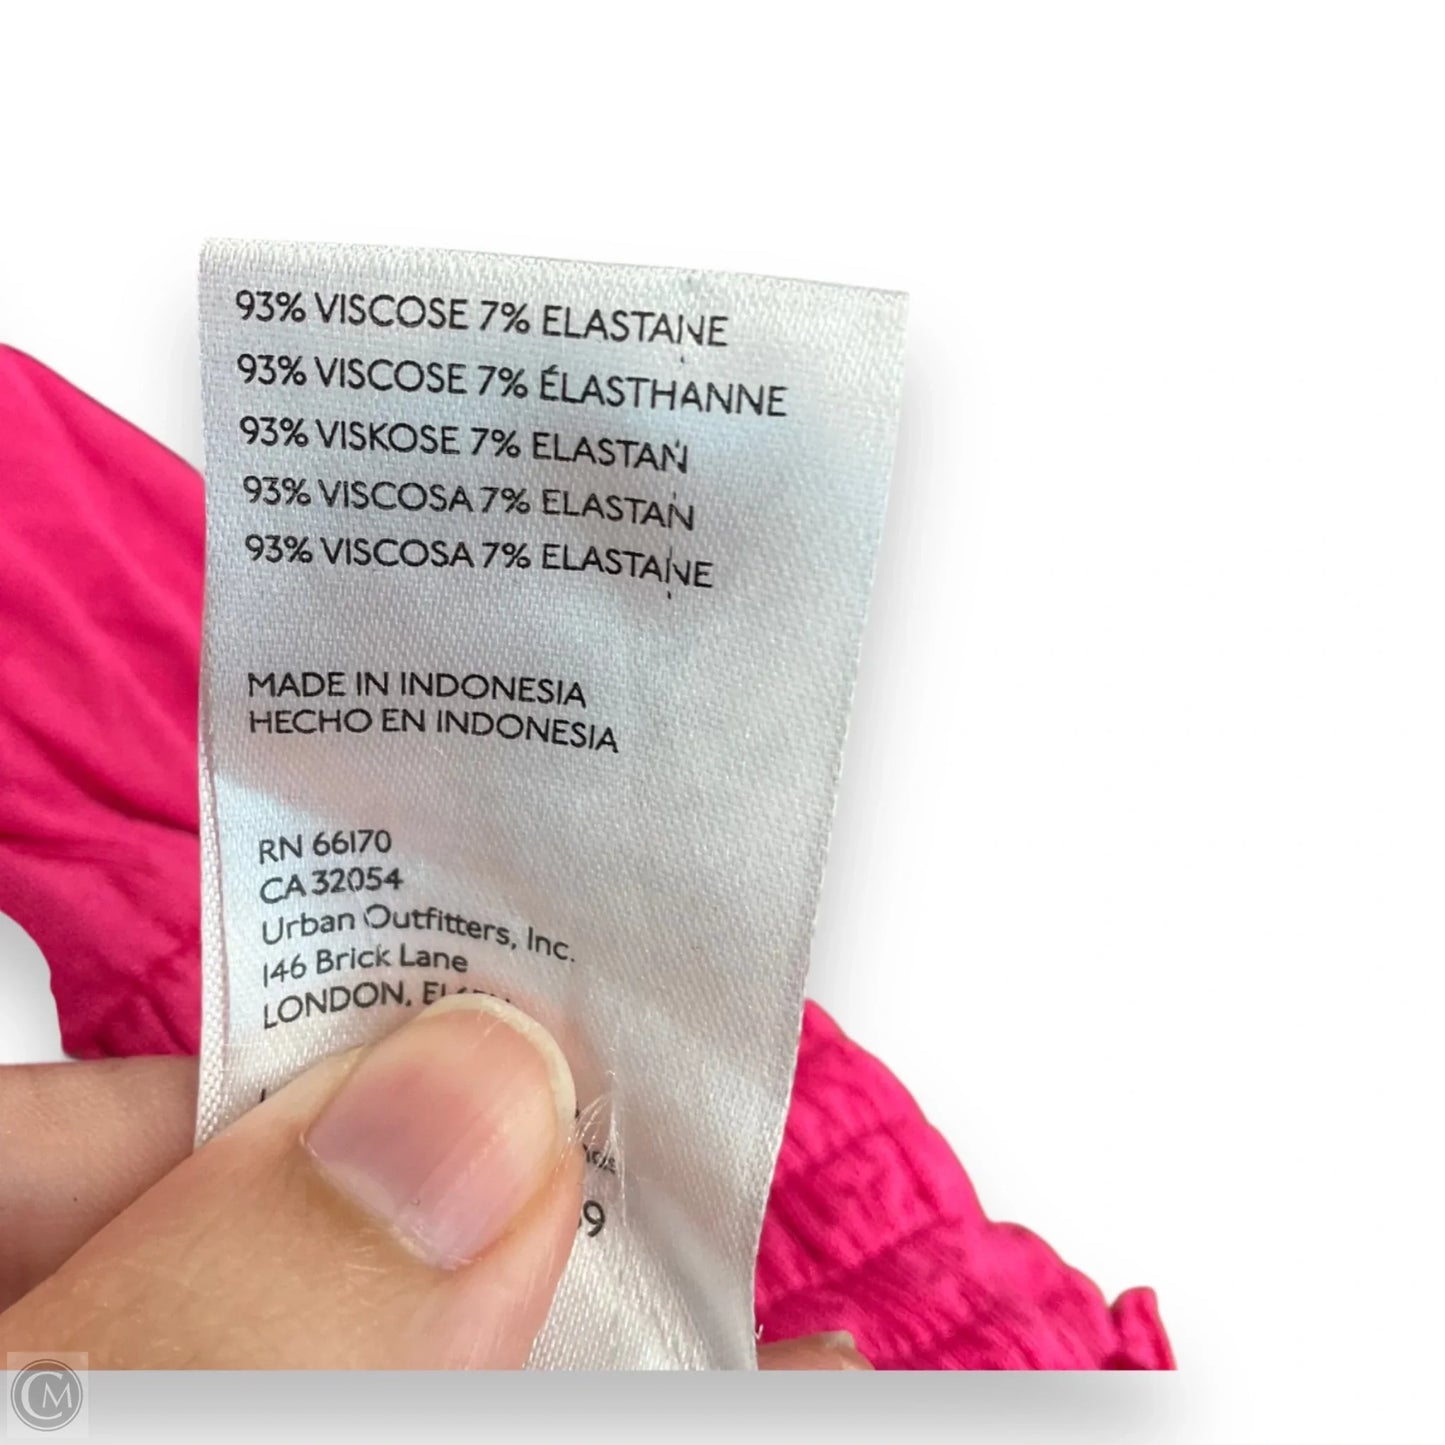 93% VISCOSE 7% ELASTANE
93% VISCOSE 7% ÉLASTHANNE
93% VISKOSE 7% ELASTAN
93% VISCOSA 7% ELASTAN
93% VISCOSA 7% ELASTANE
MADE IN INDONESIA
HECHO EN INDONESIA
RN 66170
CA 32054
Urban Outfitters, Inc.
146 Brick Lane
LONDON,
CM